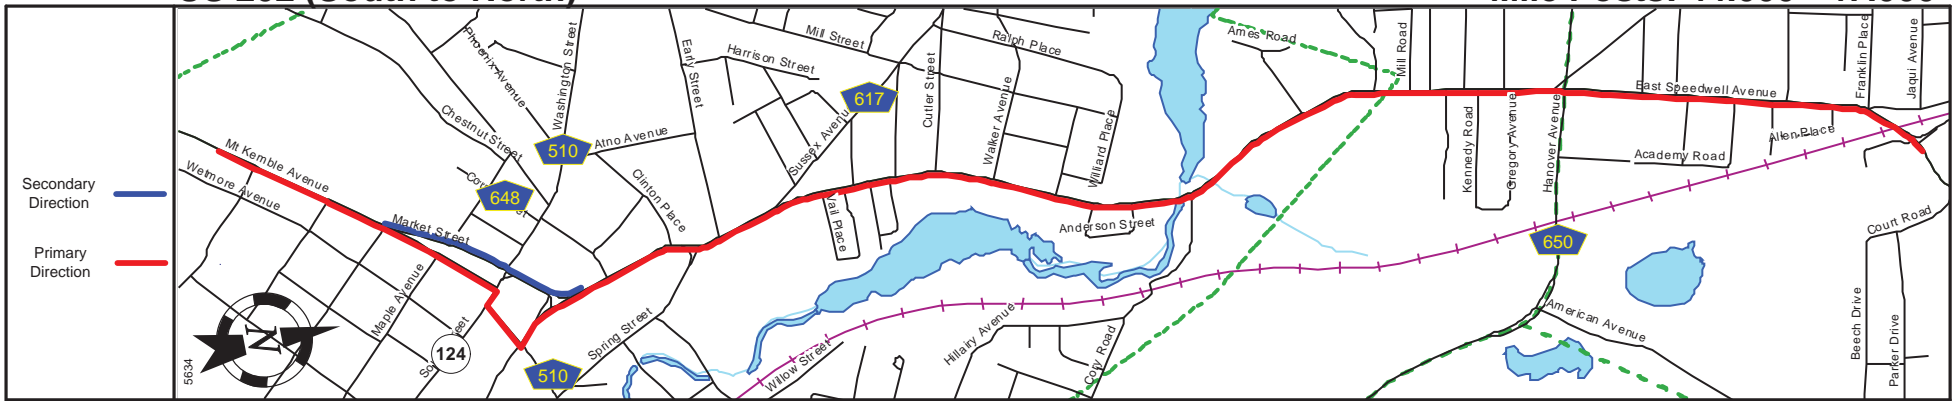 Secondary
Direction
Primary
Direction
Mt Kemble Avenue
Wetmore Avenue
Market Street
Maple Avenue
124
5634
N
Phoenix Avenue
Washington Street
Chestnut Street
510
648
Atno Avenue
Early Street
Harrison Street
Mill Street
617
Sussex Avenue
Clinton Place
Cutler Street
Ralph Place
Walker Avenue
Williard Place
Vail Place
Anderson Street
Spring Street
510
Willow Street
Hillairy Avenue
Cory Road
Ames Road
Mill Road
Kennedy Road
Gregory Avenue
Hanover Avenue
East Speedwell Avenue
Franklin Place
Jaqui Avenue
Allen Place
Academy Road
650
American Avenue
Court Road
Beech Drive
Parker Drive